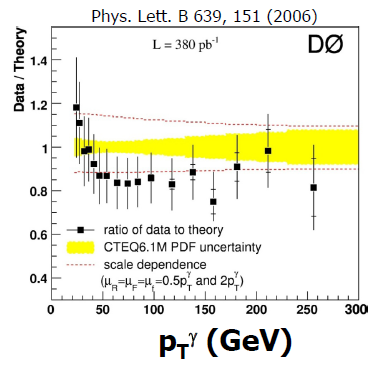 Phys. Lett. B 639, 151 (2006)
L = 380 pb⁻¹
DØ
Data / Theory
1.4
1.2
1
0.8
0.6
0.4
ratio of data to theory
CTEQ6.1M PDF uncertainty
scale dependence
(μR=μF=μf=0.5pTγ and 2pTγ)
0 50 100 150 200 250 300
pTγ (GeV)